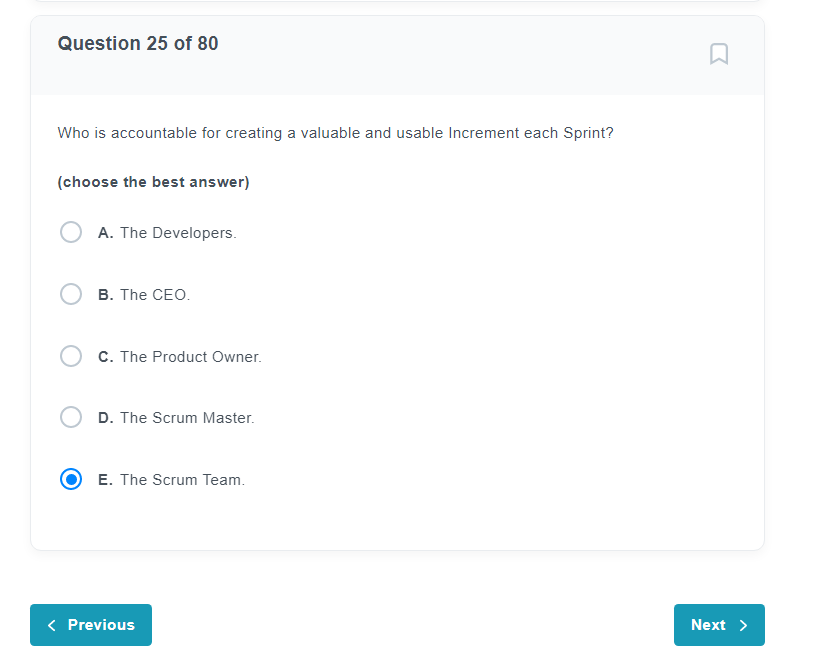 Question 25 of 80
Who is accountable for creating a valuable and usable Increment each Sprint?
(choose the best answer)
A. The Developers.
B. The CEO.
C. The Product Owner.
D. The Scrum Master.
E. The Scrum Team.
Previous
Next